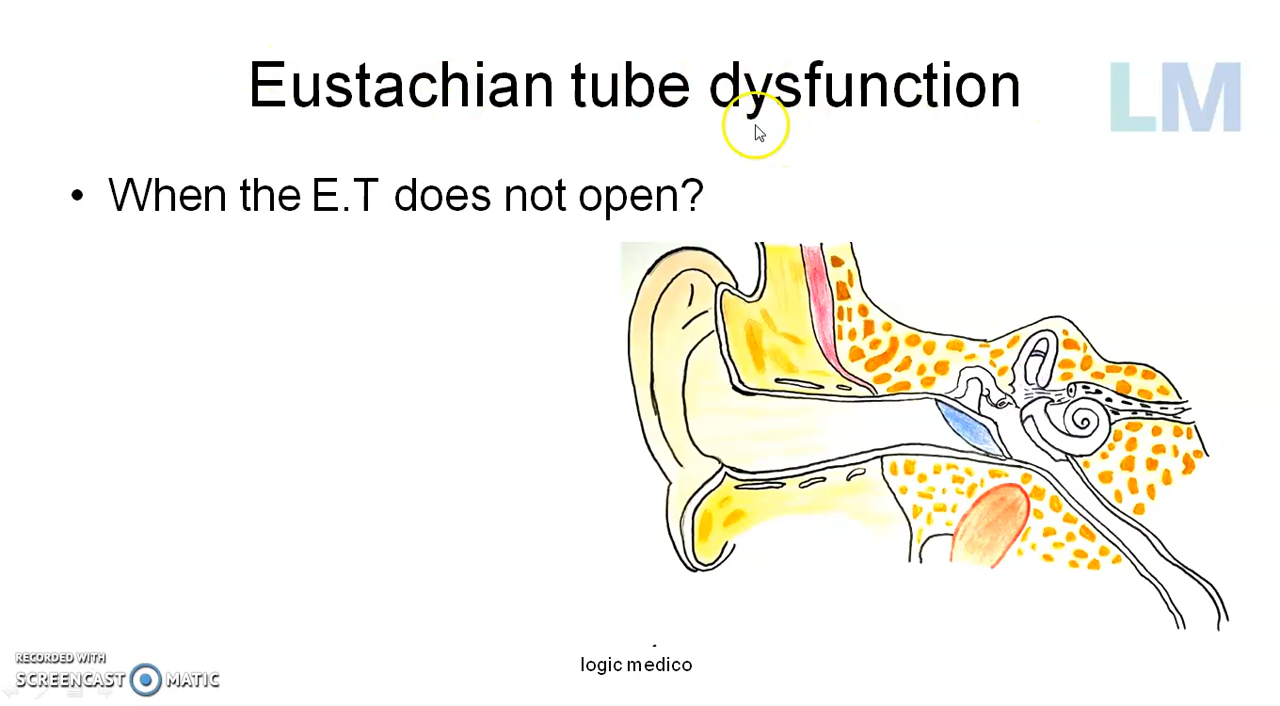 Eustachian tube dysfunction
LM
• When the E.T does not open?
logic medico
RECORDED WITH
SCREENCAST MATIC